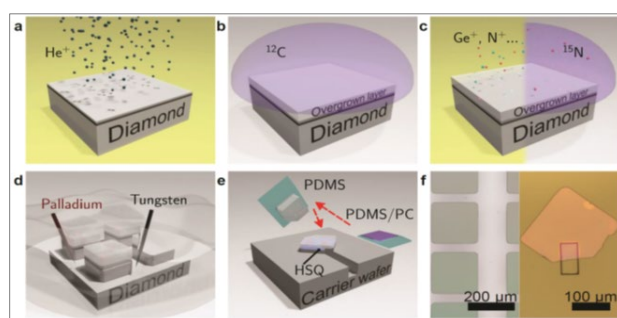 a
He⁺
Diamond
b
¹²C
Overgrown layer
Diamond
c
Ge⁺, N⁺...
¹⁵N
Overgrown layer
Diamond
d
Palladium
Tungsten
Diamond
e
PDMS
PDMS/PC
HSQ
Carrier wafer
f
200 µm
100 µm